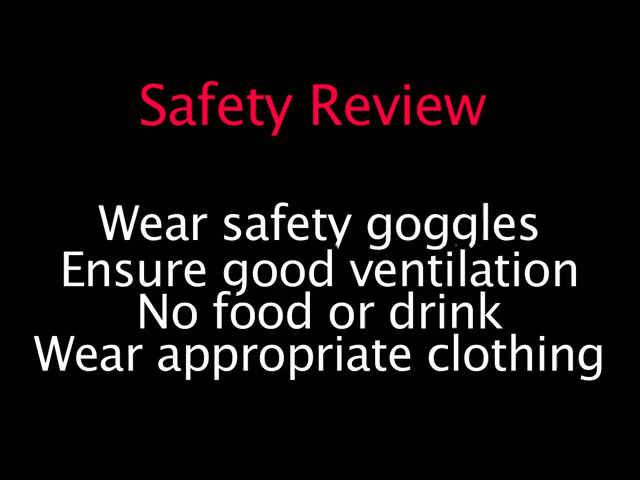 Safety Review
Wear safety goggles
Ensure good ventilation
No food or drink
Wear appropriate clothing